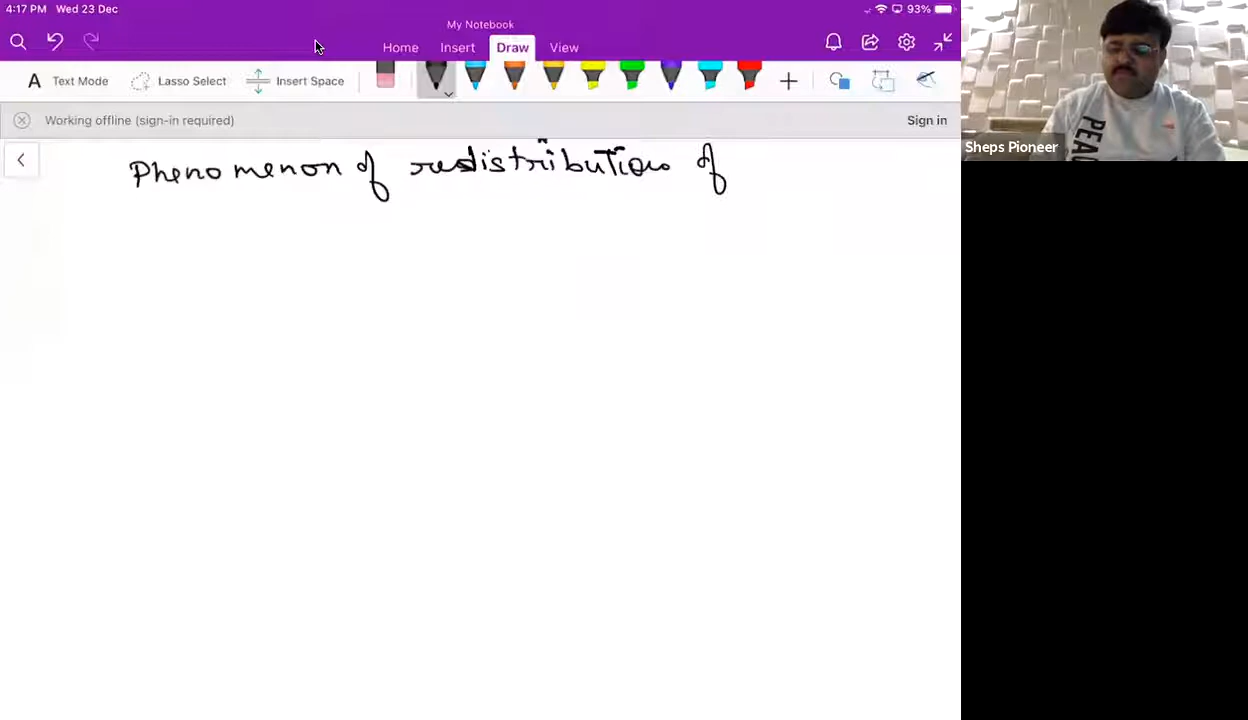 4:17 PM Wed 23 Dec
93%
My Notebook
Home Insert Draw View
A Text Mode Lasso Select Insert Space
Working offline (sign-in required) Sign in
Phenomenon of redistribution of
PEAC
Sheps Pioneer